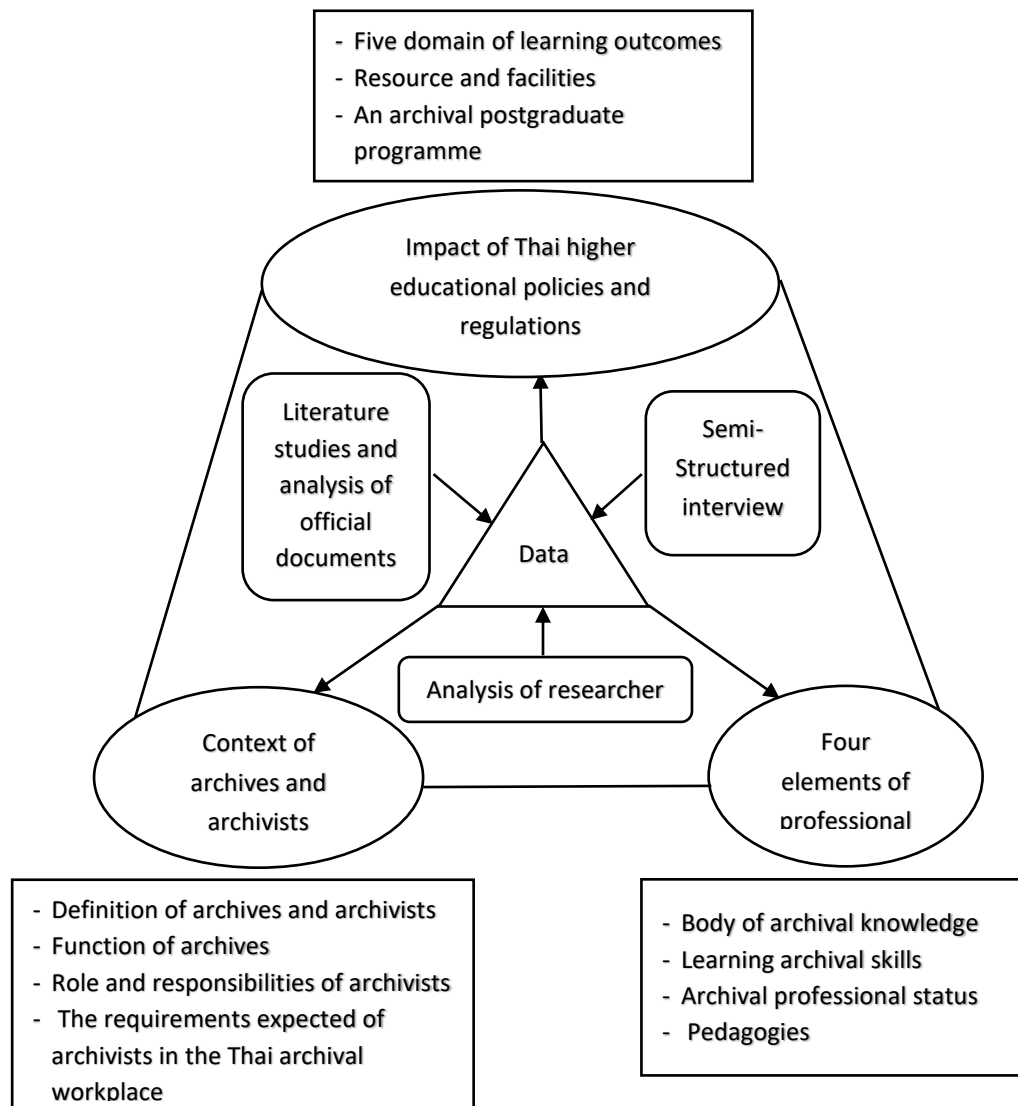 - Five domain of learning outcomes
- Resource and facilities
- An archival postgraduate
programme
Impact of Thai higher
educational policies and
regulations
Literature
studies and
analysis of
official
documents
Semi-
Structured
interview
Data
Analysis of researcher
Context of
archives and
archivists
Four
elements of
professional
- Definition of archives and archivists
- Function of archives
- Role and responsibilities of archivists
- The requirements expected of
archivists in the Thai archival
workplace
- Body of archival knowledge
- Learning archival skills
- Archival professional status
- Pedagogies